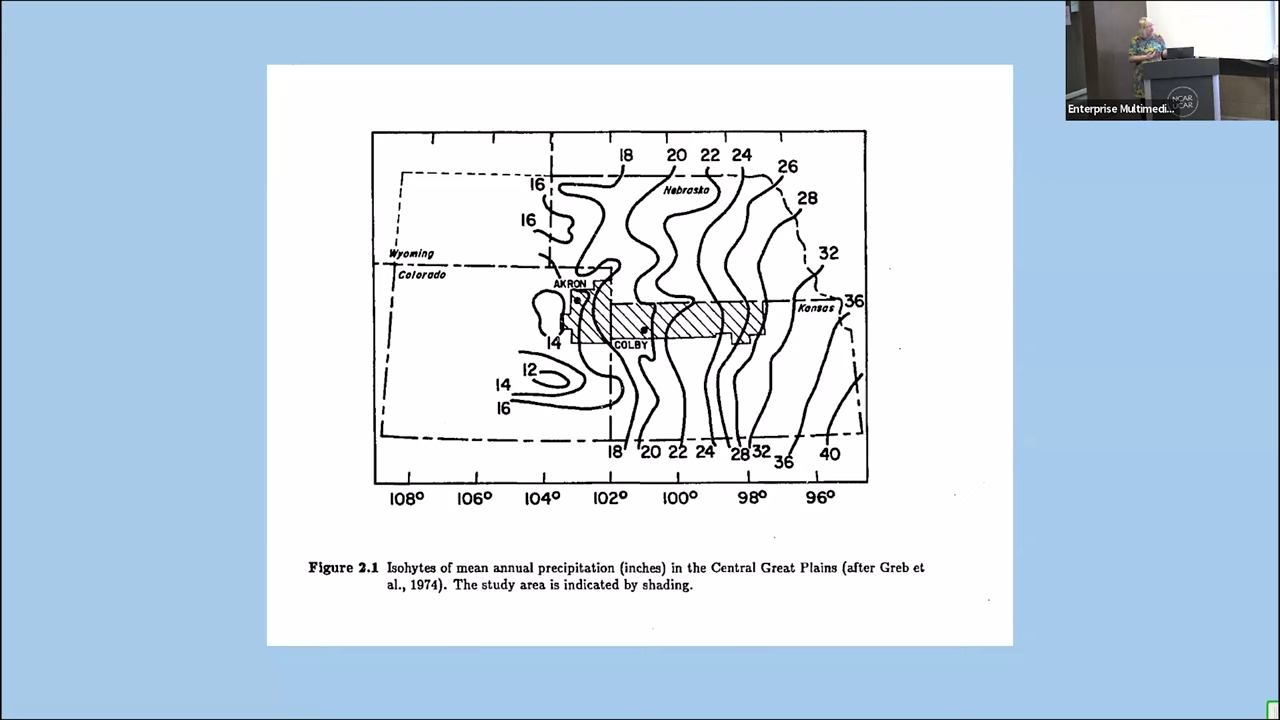 NCAR
UCAR
Enterprise Multimedi...
18 20 22 24
26
16
Nebraska
28
16
Wyoming
32
Colorado
AKRON
Kansas 36
14
COLBY
12
14
16
18 20 22 24 28 32
36 40
108° 106° 104° 102° 100° 98° 96°
Figure 2.1 Isohytes of mean annual precipitation (inches) in the Central Great Plains (after Greb et
al., 1974). The study area is indicated by shading.